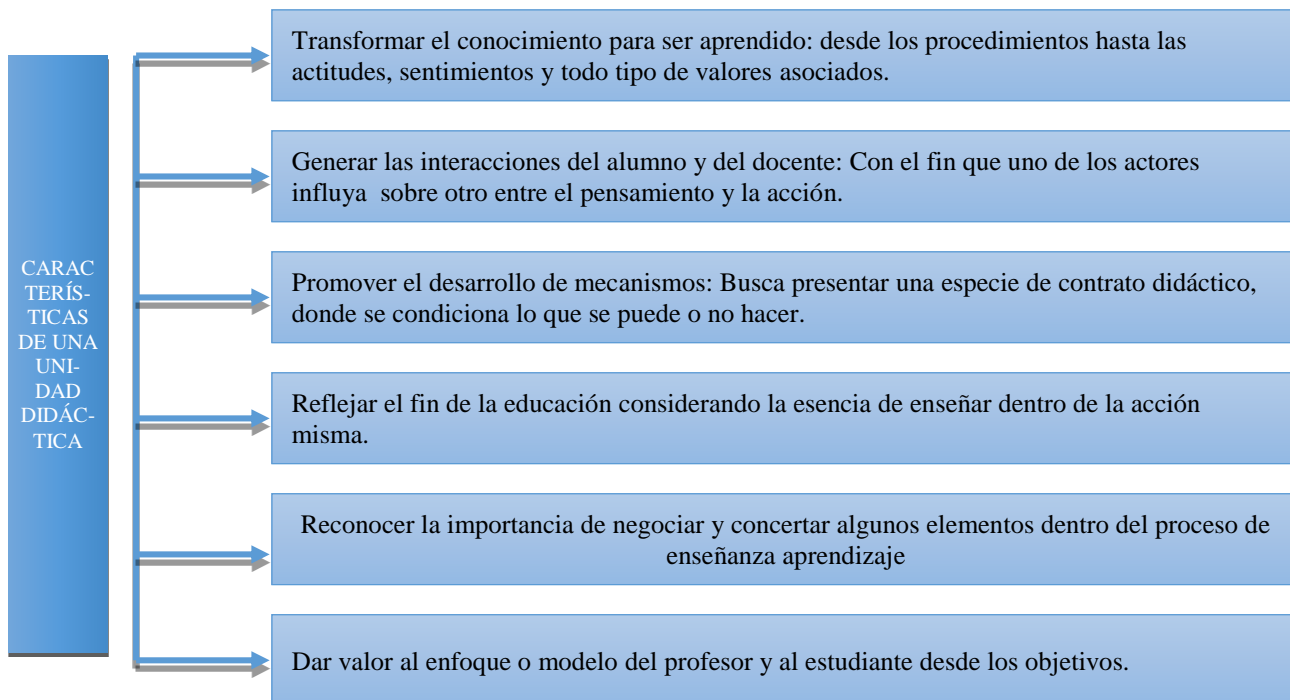 CARAC
TERÍS-
TICAS
DE UNA
UNI-
DAD
DIDÁC-
TICA
Transformar el conocimiento para ser aprendido: desde los procedimientos hasta las
actitudes, sentimientos y todo tipo de valores asociados.
Generar las interacciones del alumno y del docente: Con el fin que uno de los actores
influya  sobre otro entre el pensamiento y la acción.
Promover el desarrollo de mecanismos: Busca presentar una especie de contrato didáctico,
donde se condiciona lo que se puede o no hacer.
Reflejar el fin de la educación considerando la esencia de enseñar dentro de la acción
misma.
Reconocer la importancia de negociar y concertar algunos elementos dentro del proceso de
enseñanza aprendizaje
Dar valor al enfoque o modelo del profesor y al estudiante desde los objetivos.